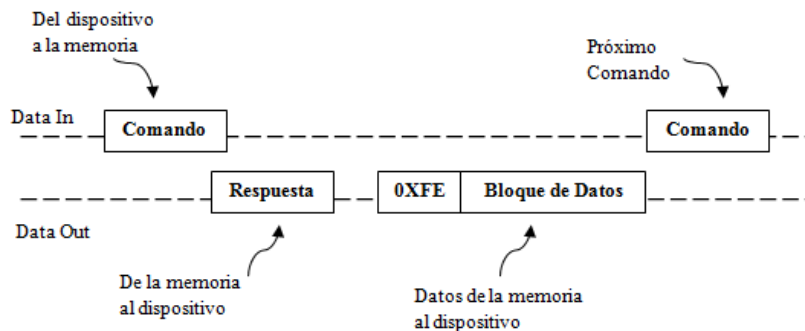 Del dispositivo
a la memoria
Próximo
Comando
Data In
Comando
Comando
Respuesta
0XFE
Bloque de Datos
Data Out
De la memoria
al dispositivo
Datos de la memoria
al dispositivo